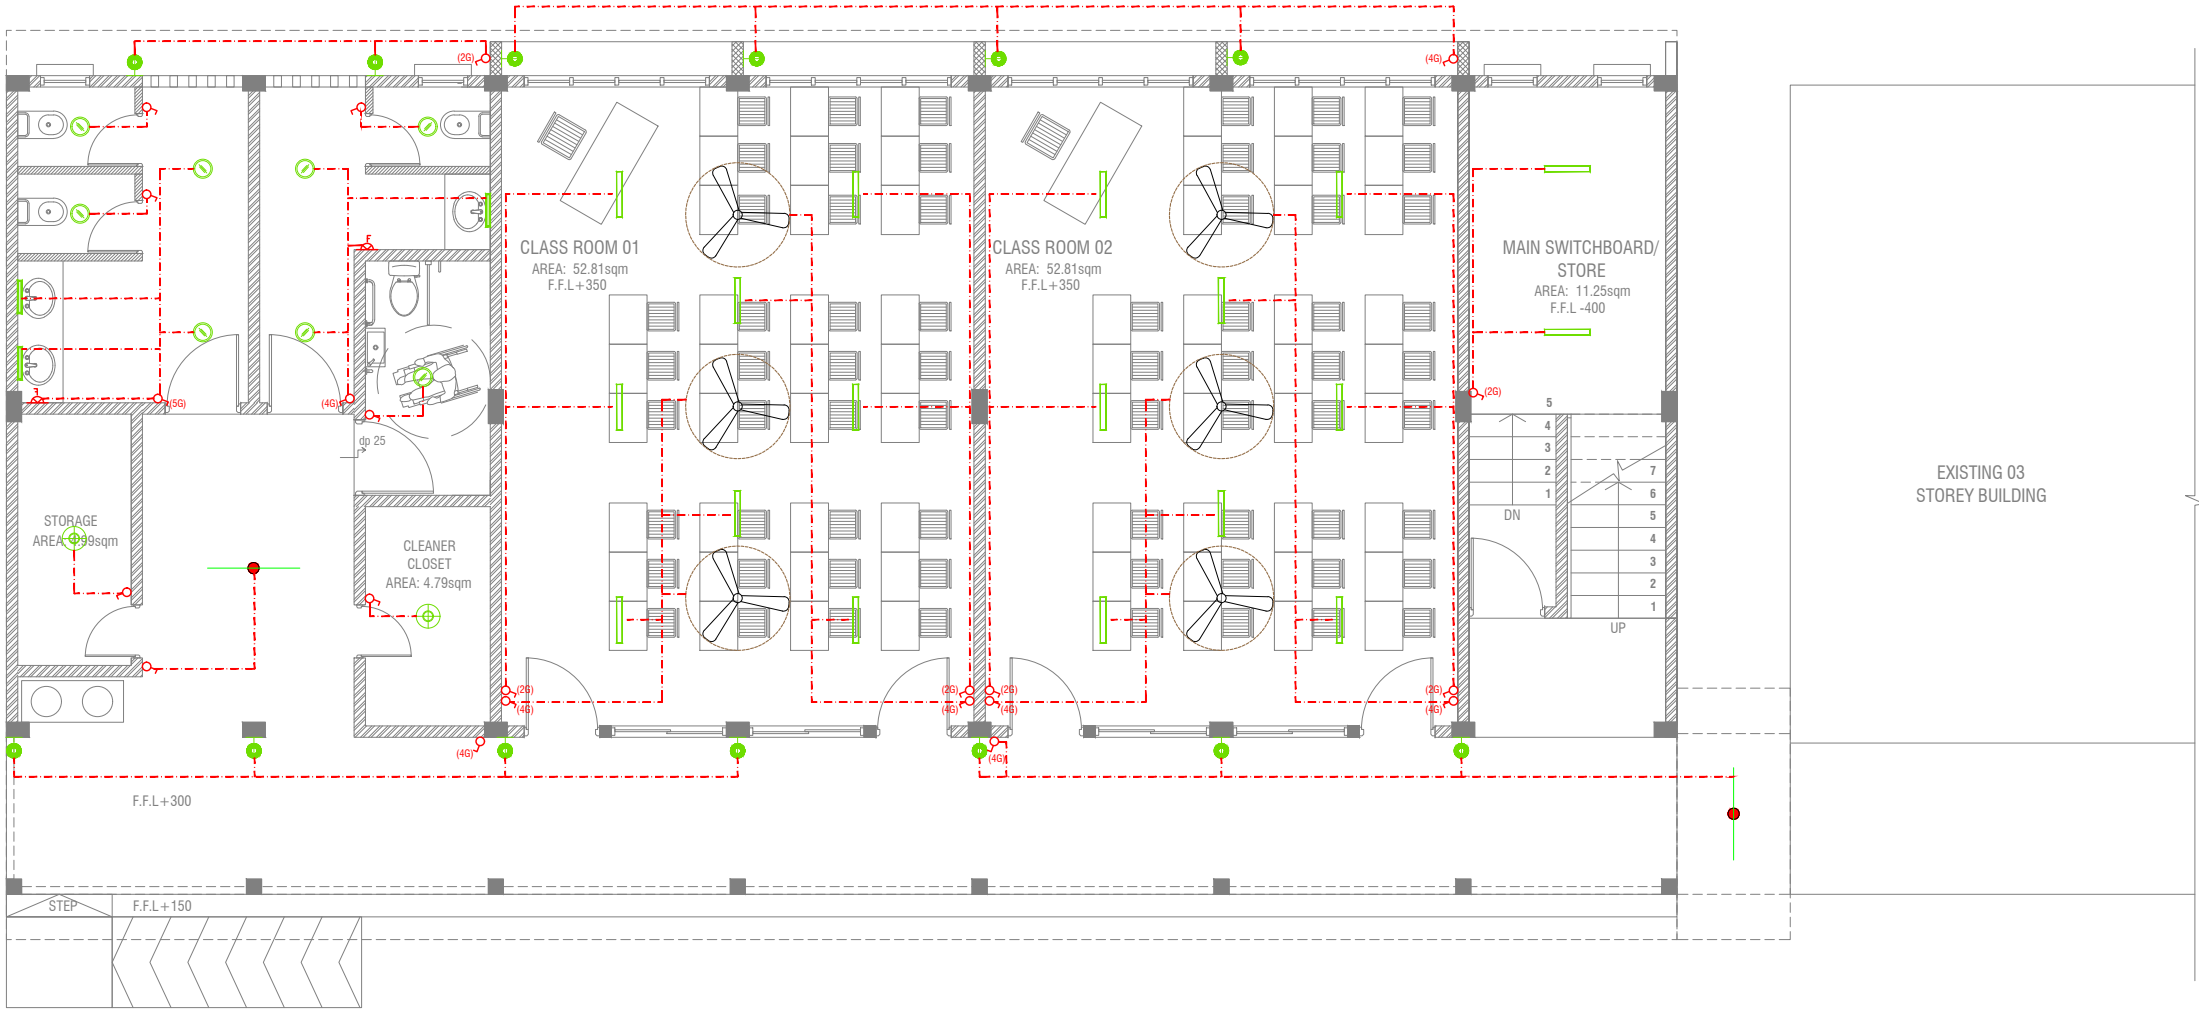 (2G)
(4G)
CLASS ROOM 01
AREA: 52.81sqm
F.F.L+350
CLASS ROOM 02
AREA: 52.81sqm
F.F.L+350
MAIN SWITCHBOARD/
STORE
AREA: 11.25sqm
F.F.L -400
F
F
(5G)
(4G)
(2G)
dp 25
5
4
3
2
1
DN
7
6
5
4
3
2
1
UP
EXISTING 03
STOREY BUILDING
STORAGE
CLEANER
CLOSET
AREA: 4.79sqm
(2G)
(4G)
(2G)
(4G)
(2G)
(4G)
(2G)
(4G)
(4G)
(4G)
F.F.L+300
STEP
F.F.L+150